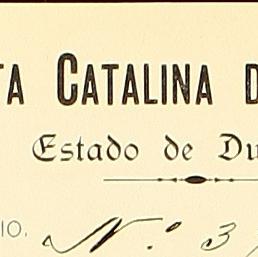 TA CATALINA D
Estado de Du
IO. N.º 3